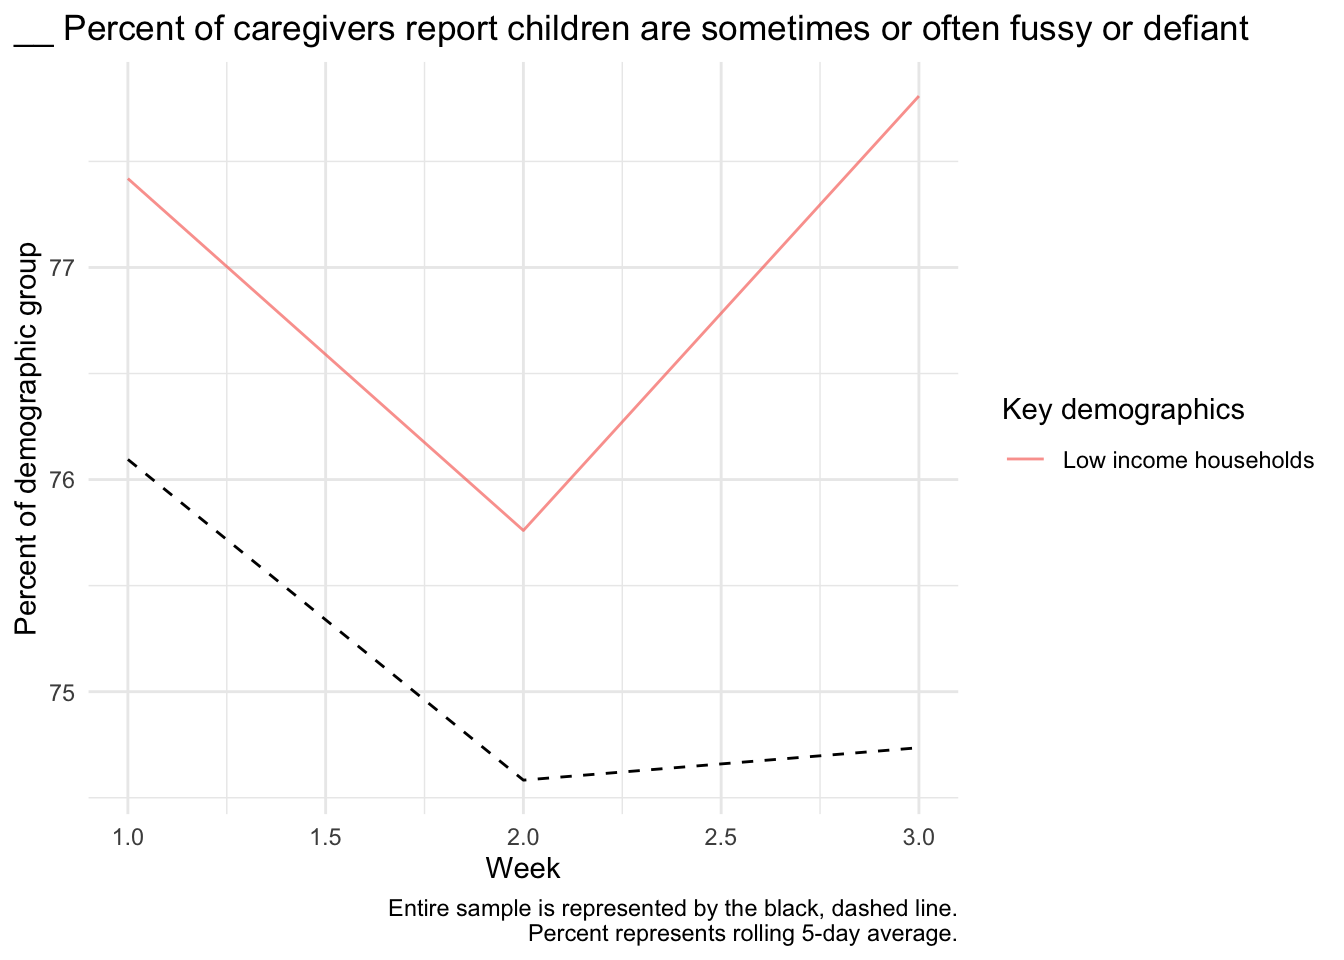 __ Percent of caregivers report children are sometimes or often fussy or defiant
Percent of demographic group
77
76
75
1.0 1.5 2.0 2.5 3.0
Week
Key demographics
Low income households
Entire sample is represented by the black, dashed line.
Percent represents rolling 5-day average.